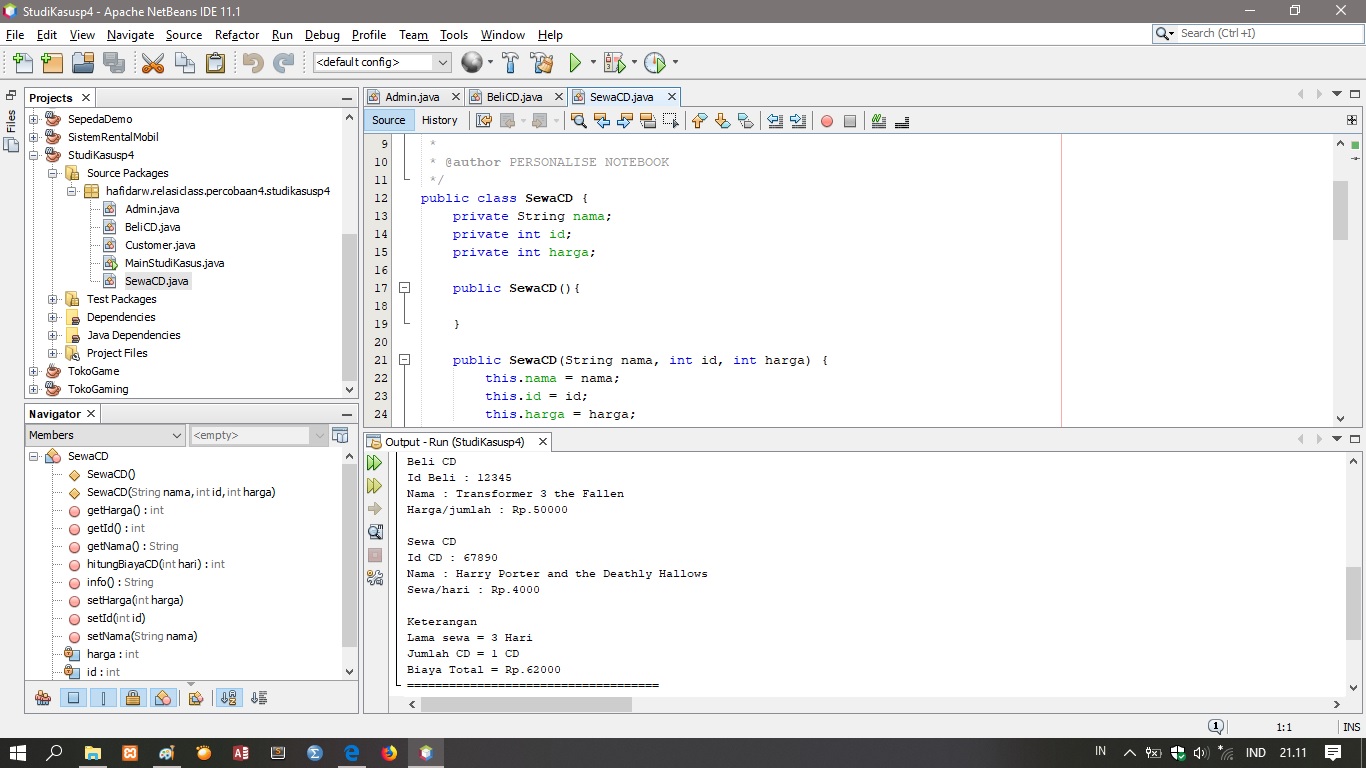 StudiKasusp4 - Apache NetBeans IDE 11.1
File Edit View Navigate Source Refactor Run Debug Profile Team Tools Window Help
Search (Ctrl+I)
<default config>
Files
Projects
SepedaDemo
SistemRentalMobil
StudiKasusp4
Source Packages
hafidarw.relasiclass.percobaan4.studikasusp4
Admin.java
BeliCD.java
Customer.java
MainStudiKasus.java
SewaCD.java
Test Packages
Dependencies
Java Dependencies
Project Files
TokoGame
TokoGaming
Navigator
Members
<empty>
SewaCD
SewaCD()
SewaCD(String nama, int id, int harga)
getHarga() : int
getId() : int
getNama() : String
hitungBiayaCD(int hari) : int
info() : String
setHarga(int harga)
setId(int id)
setNama(String nama)
harga : int
id : int
Admin.java BeliCD.java SewaCD.java
Source History
9 *
10 * @author PERSONALISE NOTEBOOK
11 */
12 public class SewaCD {
13 private String nama;
14 private int id;
15 private int harga;
16
17 public SewaCD(){
18
19 }
20
21 public SewaCD(String nama, int id, int harga) {
22 this.nama = nama;
23 this.id = id;
24 this.harga = harga;
Output - Run (StudiKasusp4)
Beli CD
Id Beli : 12345
Nama : Transformer 3 the Fallen
Harga/jumlah : Rp.50000
Sewa CD
Id CD : 67890
Nama : Harry Porter and the Deathly Hallows
Sewa/hari : Rp.4000
Keterangan
Lama sewa = 3 Hari
Jumlah CD = 1 CD
Biaya Total = Rp.62000
====================================
1 1:1 INS
IN IND 21.11